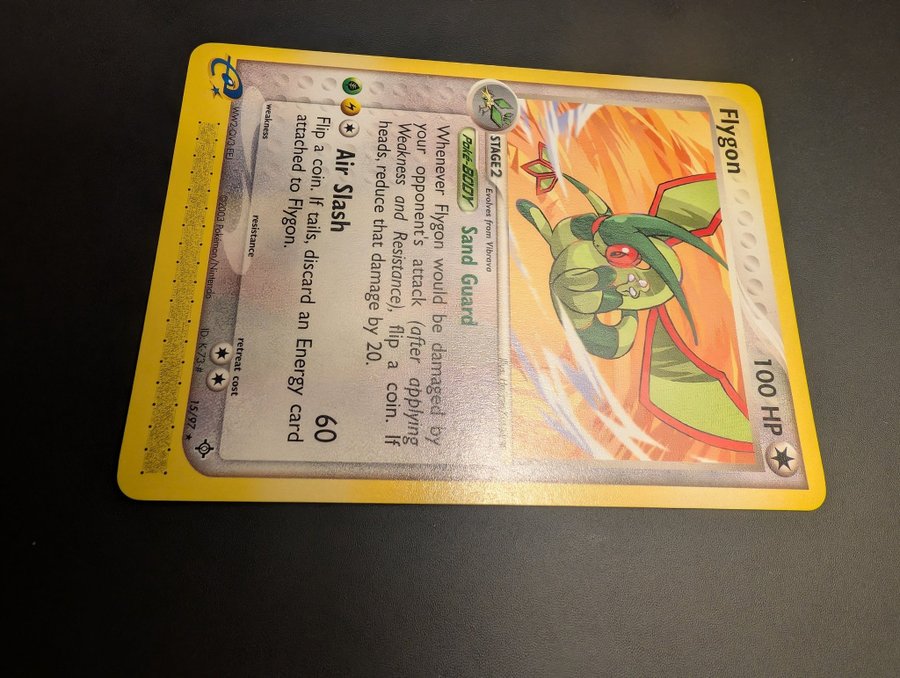 Flygon
100 HP
STAGE 2
Evolves from Vibrava
Poké-BODY Sand Guard
Whenever Flygon would be damaged by
your opponent's attack (after applying
Weakness and Resistance), flip a coin. If
heads, reduce that damage by 20.
Air Slash 60
Flip a coin. If tails, discard an Energy card
attached to Flygon.
weakness
resistance
retreat cost
©2003 Pokémon/Nintendo
ID K-73-#
15/97